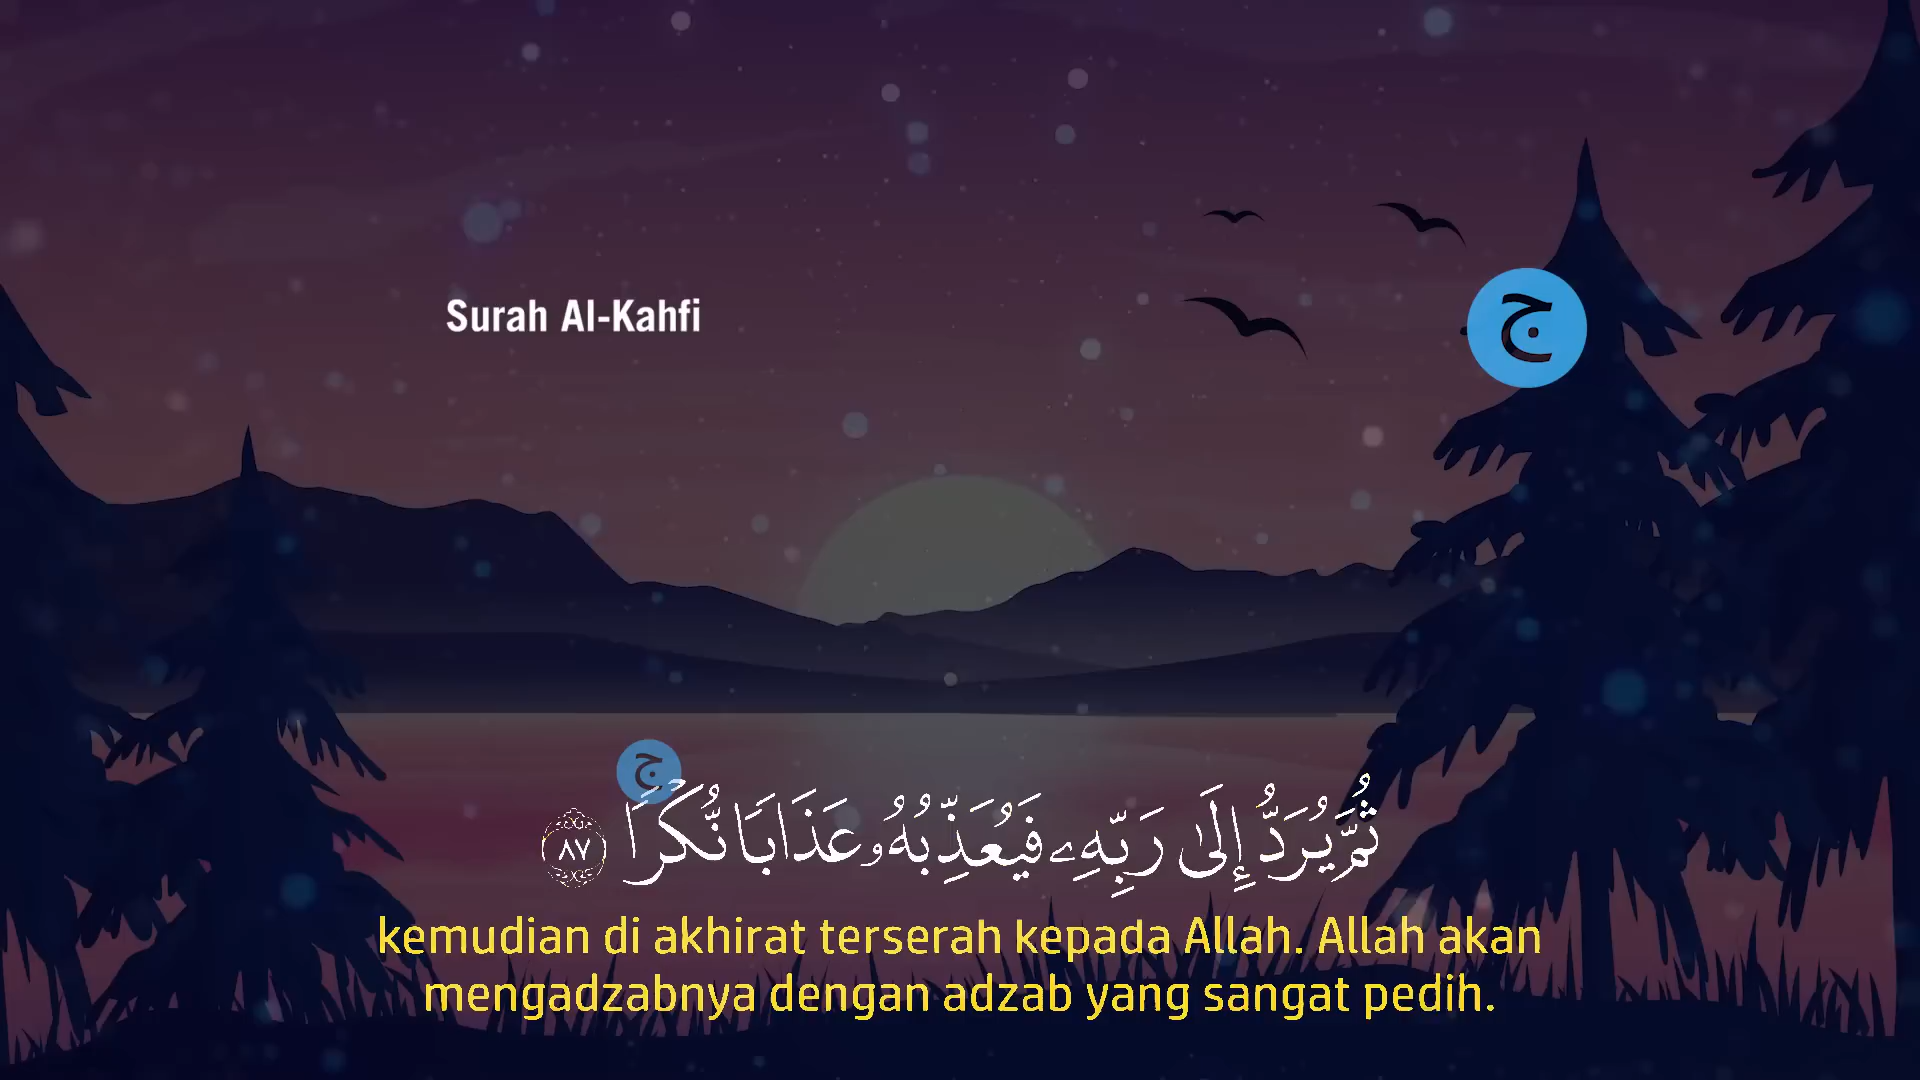 Surah Al-Kahfi
ج
ج
ثُمَّ يُرَدُّ إِلَىٰ رَبِّهِۦ فَيُعَذِّبُهُۥ عَذَابًا نُّكْرًا ٨٧
kemudian di akhirat terserah kepada Allah. Allah akan
mengadzabnya dengan adzab yang sangat pedih.